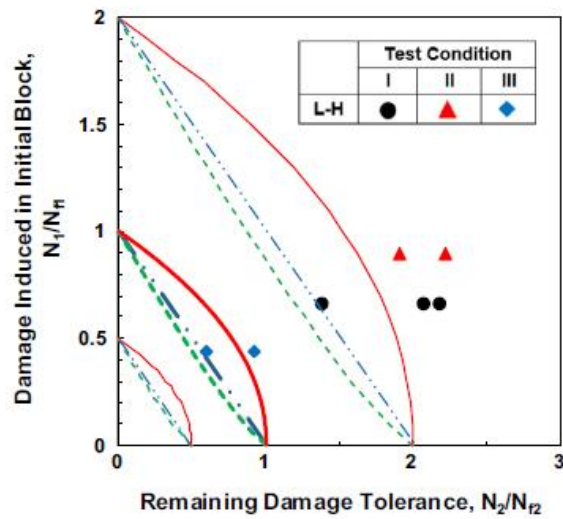 2
1.5
1
0.5
0
0
1
2
3
Damage Induced in Initial Block,
N₁/Nf1
Test Condition
I II III
L-H
Remaining Damage Tolerance, N₂/Nf2